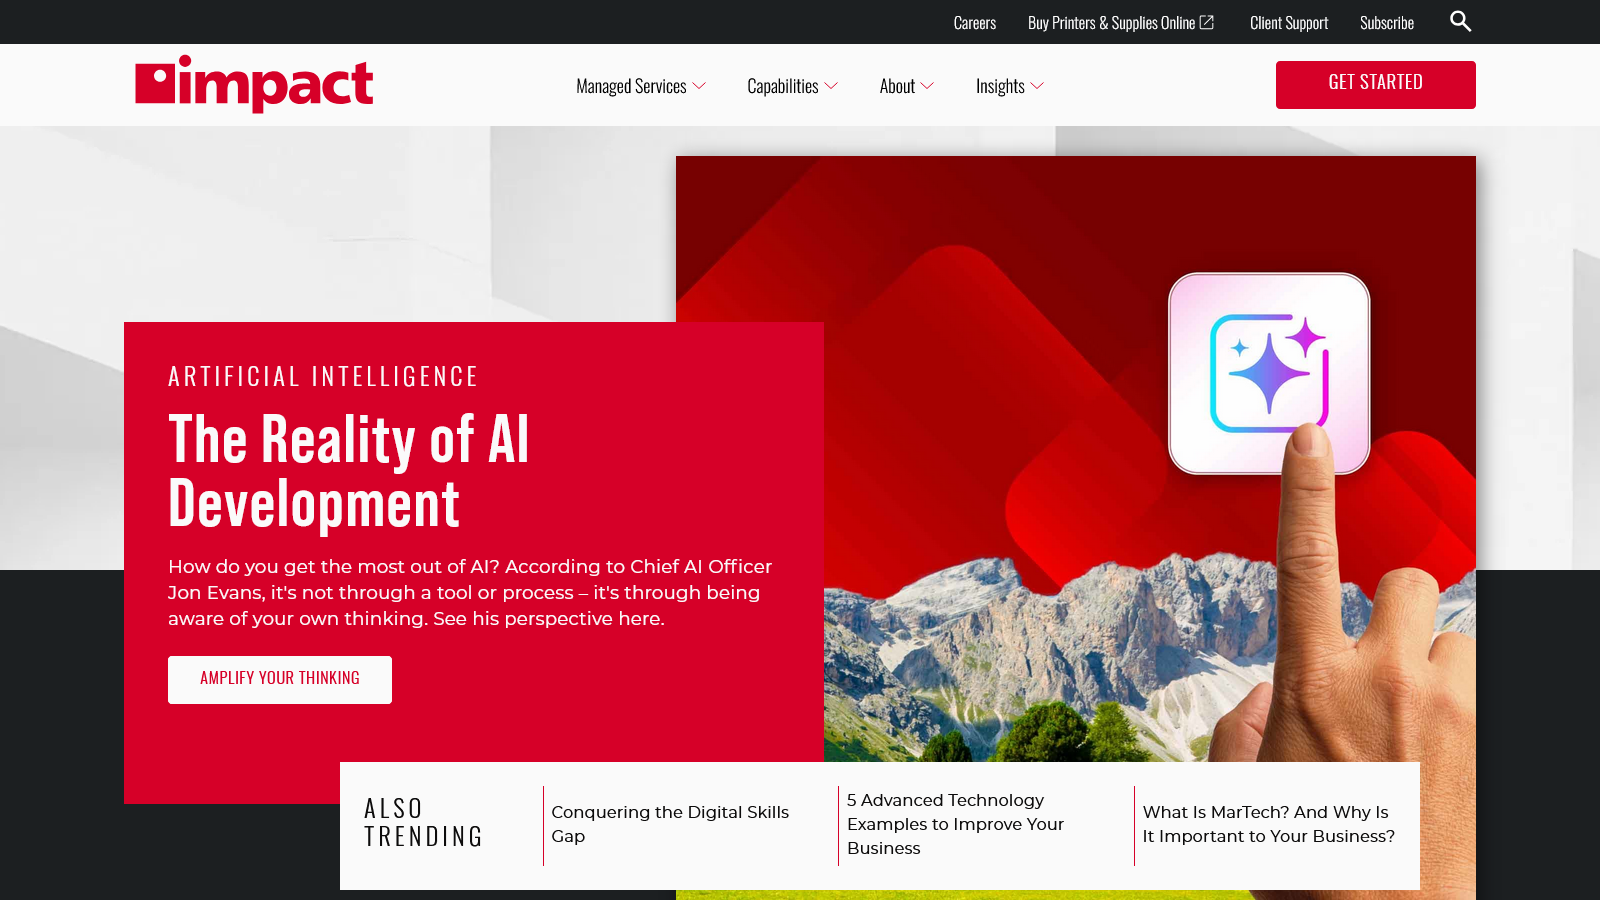 Careers
Buy Printers & Supplies Online
Client Support
Subscribe
impact
Managed Services
Capabilities
About
Insights
GET STARTED
ARTIFICIAL INTELLIGENCE
The Reality of AI
Development
How do you get the most out of AI? According to Chief AI Officer
Jon Evans, it's not through a tool or process – it's through being
aware of your own thinking. See his perspective here.
AMPLIFY YOUR THINKING
ALSO
TRENDING
Conquering the Digital Skills
Gap
5 Advanced Technology
Examples to Improve Your
Business
What Is MarTech? And Why Is
It Important to Your Business?